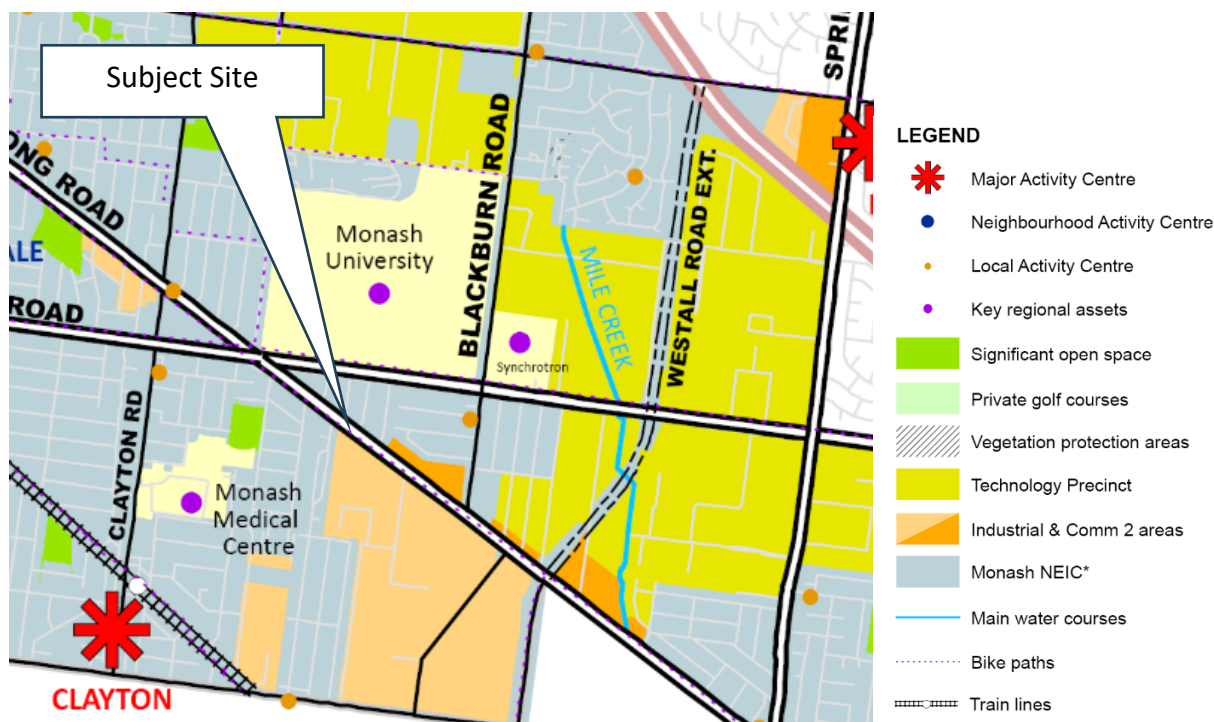 Subject Site
SPRI
ONG ROAD
BLACKBURN ROAD
WESTALL ROAD EXT.
Monash
University
ALE
MILE CREEK
ROAD
Synchrotron
CLAYTON RD
Monash
Medical
Centre
CLAYTON
LEGEND
Major Activity Centre
Neighbourhood Activity Centre
Local Activity Centre
Key regional assets
Significant open space
Private golf courses
Vegetation protection areas
Technology Precinct
Industrial & Comm 2 areas
Monash NEIC*
Main water courses
Bike paths
Train lines